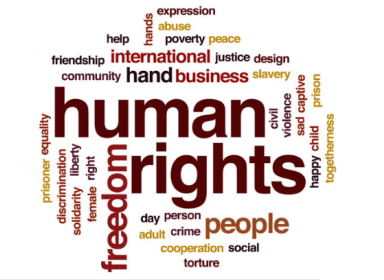 expression
hands
abuse
help
poverty
peace
friendship
international
justice
design
community
hand
business
slavery
prison
captive
sad
violence
civil
human
togetherness
child
happy
rights
prisoner
equality
discrimination
solidarity
liberty
female
right
freedom
day
person
people
adult
crime
cooperation
social
torture